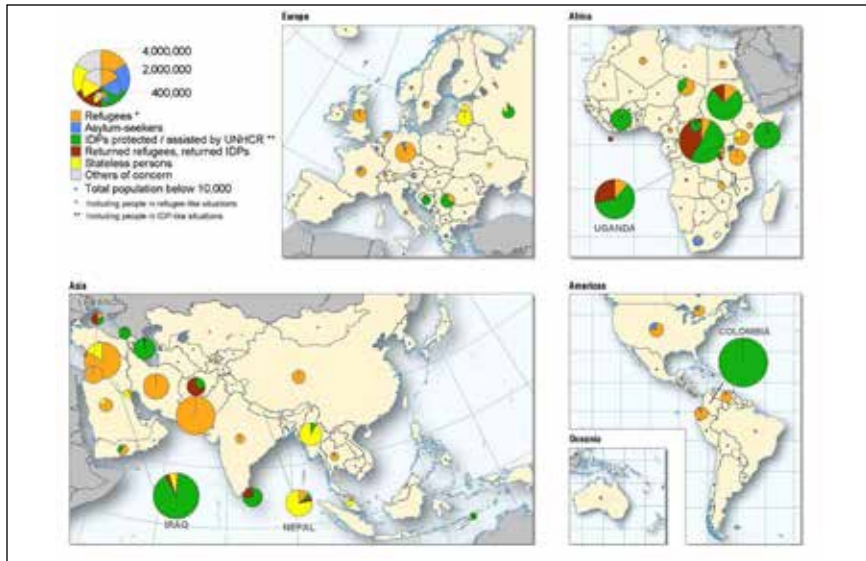 4,000,000
2,000,000
400,000
Refugees *
Asylum-seekers
IDPs protected / assisted by UNHCR **
Returned refugees, returned IDPs
Stateless persons
Others of concern
Total population below 10,000
* Including people in refugee-like situations
** Including people in IDP-like situations
Europe
Africa
UGANDA
Asia
IRAQ
NEPAL
Americas
COLOMBIA
Oceania